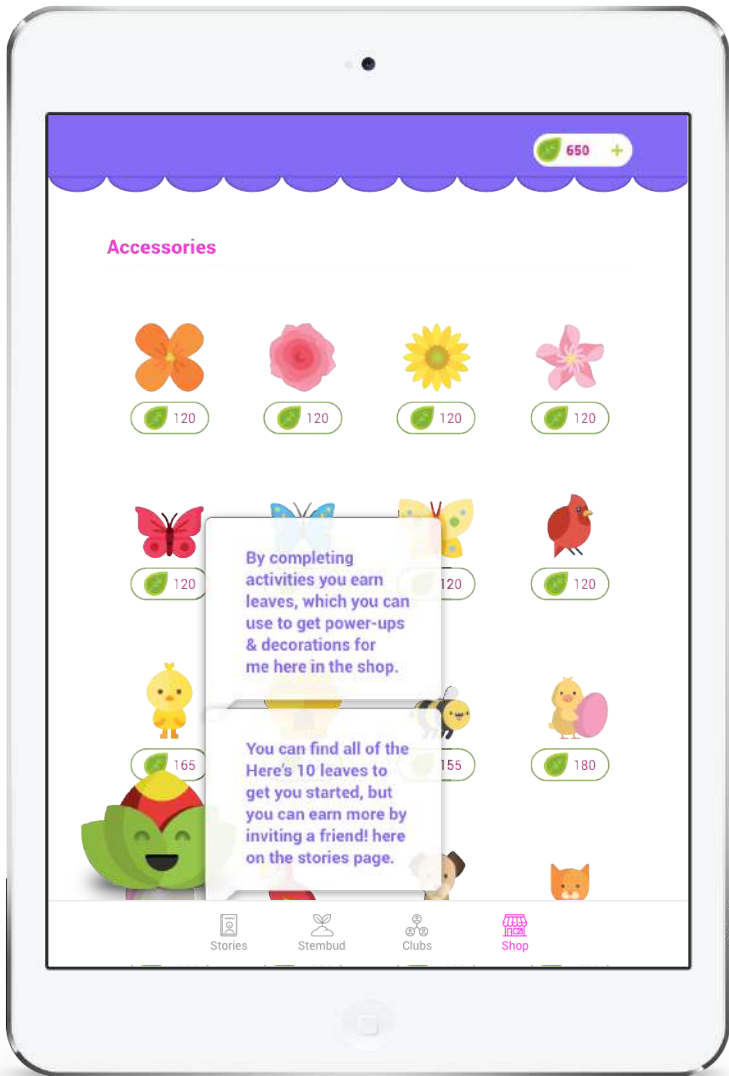 650 +
Accessories
120
120
120
120
120
120
120
By completing
activities you earn
leaves, which you can
use to get power-ups
& decorations for
me here in the shop.
165
155
180
You can find all of the
Here's 10 leaves to
get you started, but
you can earn more by
inviting a friend! here
on the stories page.
Stories
Stembud
Clubs
Shop